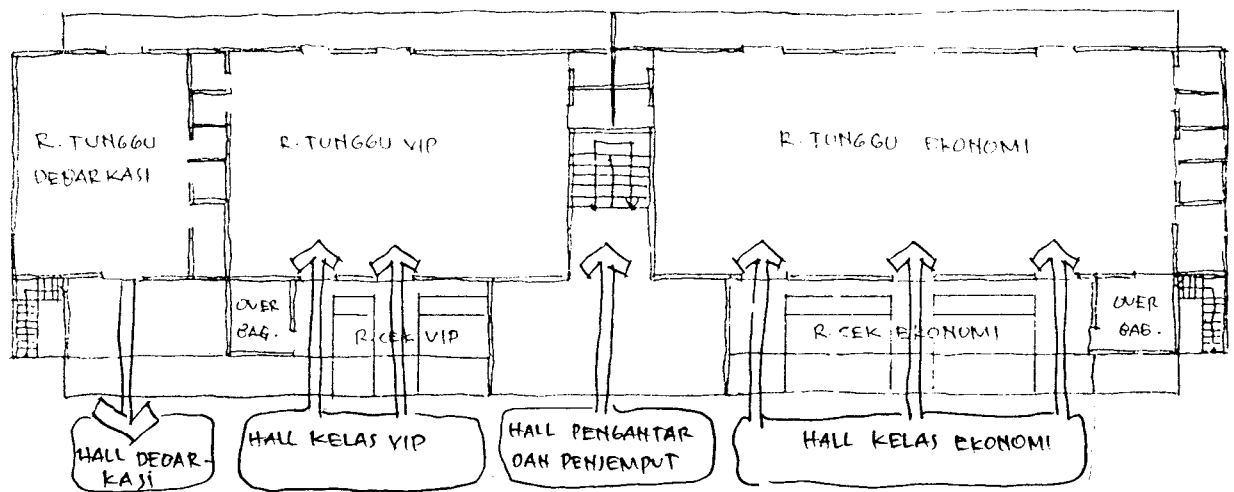 R. TUNGGU
DEBARKASI
R. TUNGGU VIP
R. TUNGGU EKONOMI
OVER
BAG.
R. CEK VIP
R. CEK EKONOMI
OVER
BAG.
HALL DEBAR-
KASI
HALL KELAS VIP
HALL PENGANTAR
DAN PENJEMPUT
HALL KELAS EKONOMI